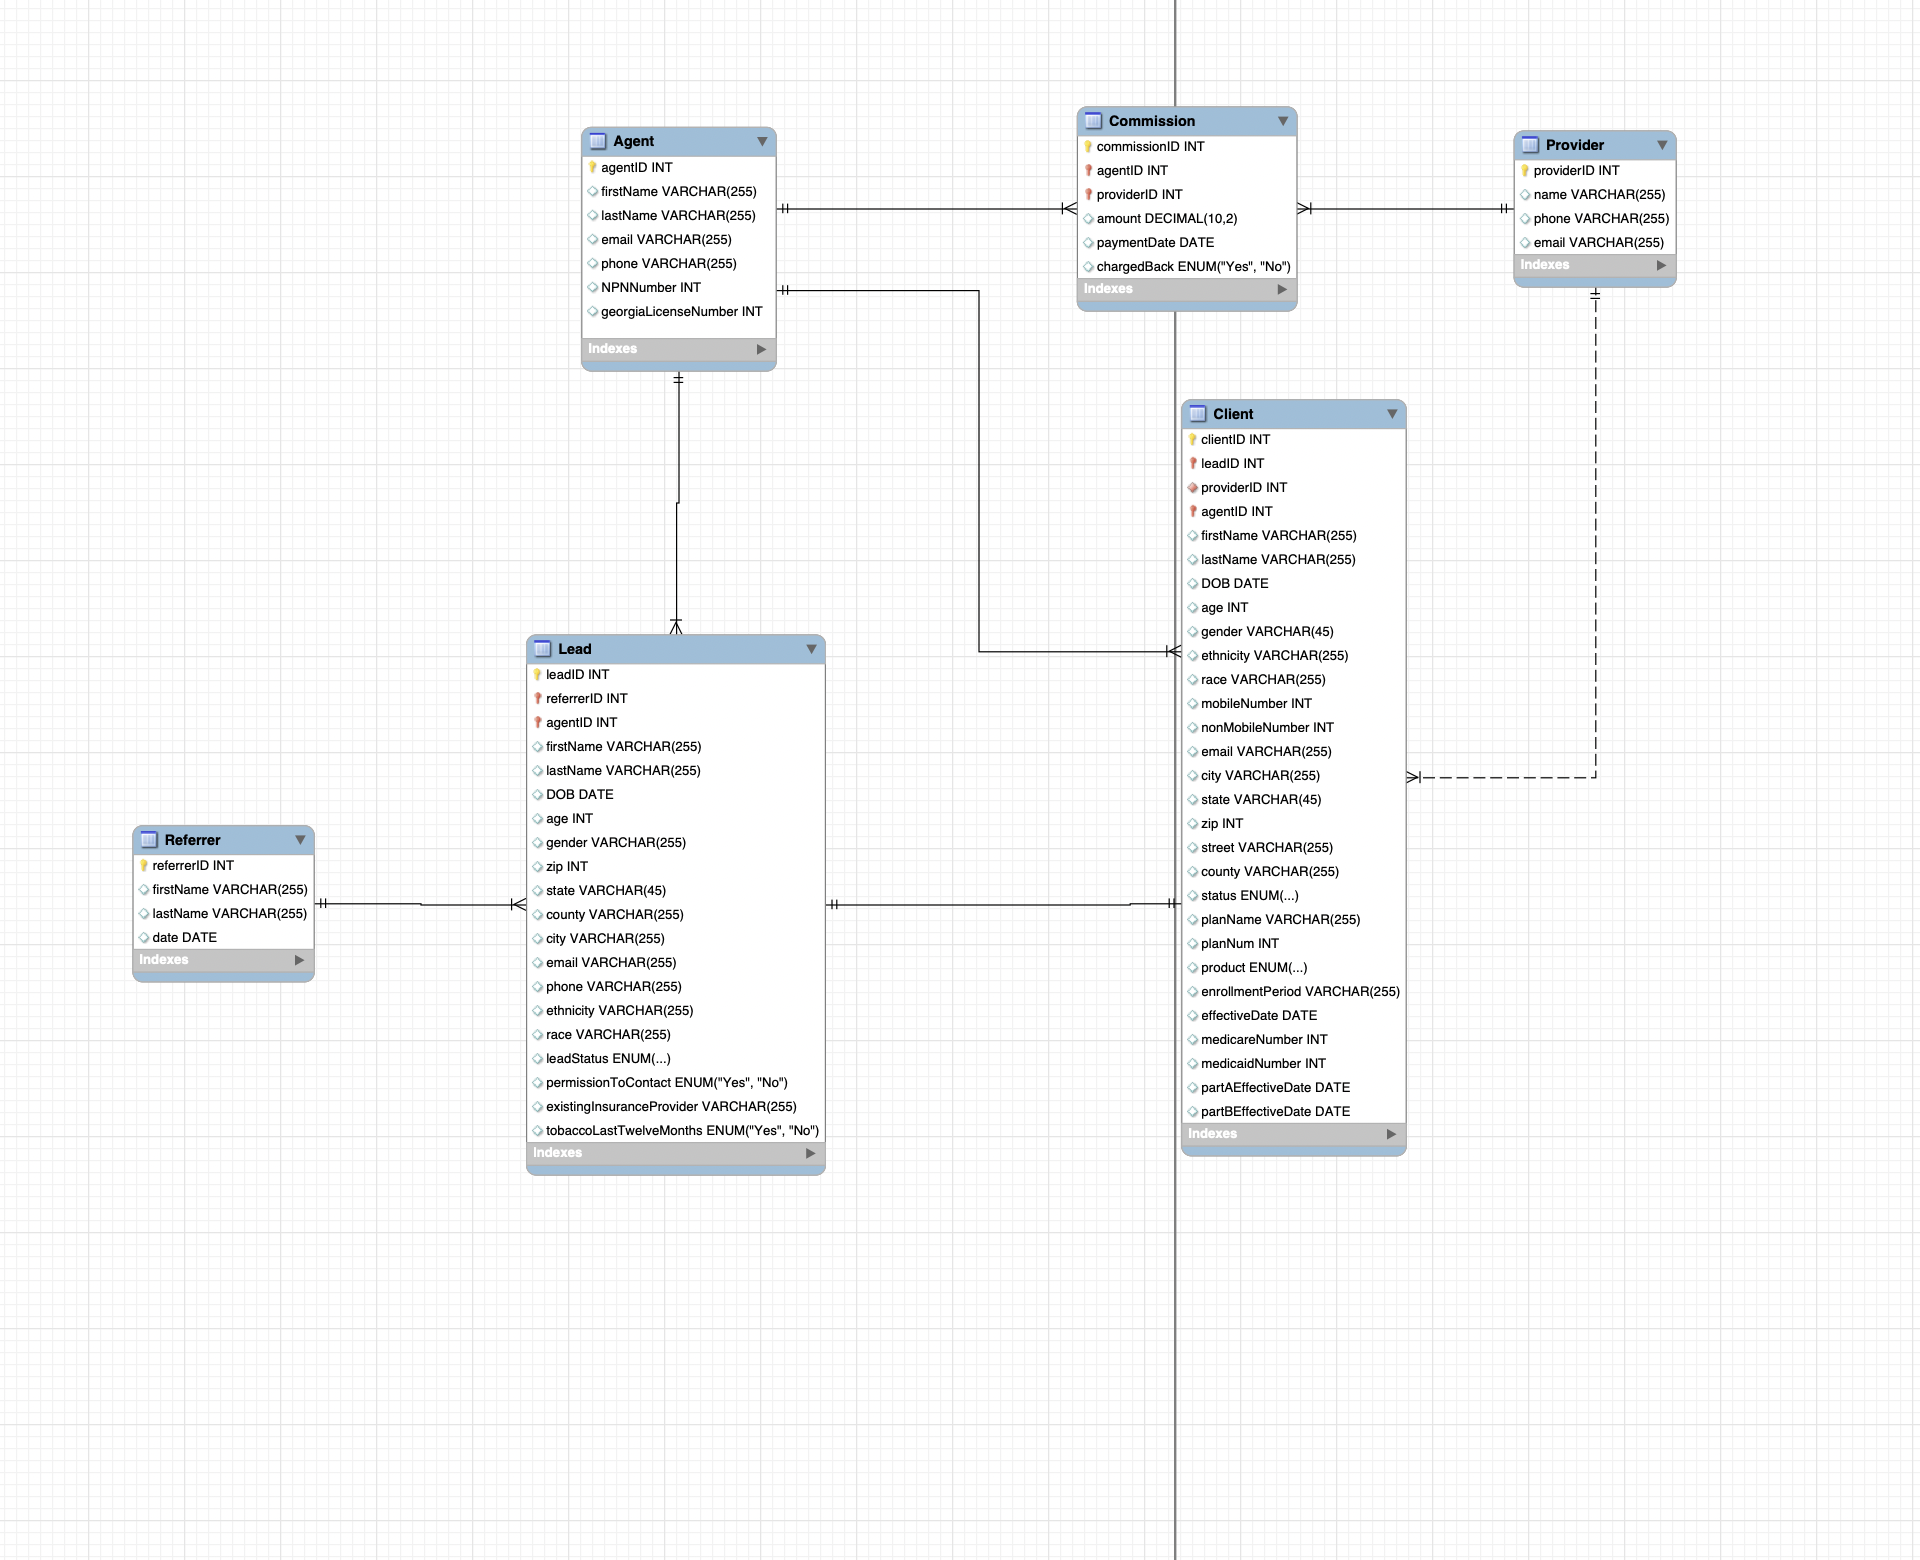 Agent
agentID INT
firstName VARCHAR(255)
lastName VARCHAR(255)
email VARCHAR(255)
phone VARCHAR(255)
NPNNumber INT
georgiaLicenseNumber INT
Indexes
Commission
commissionID INT
agentID INT
providerID INT
amount DECIMAL(10,2)
paymentDate DATE
chargedBack ENUM("Yes", "No")
Indexes
Provider
providerID INT
name VARCHAR(255)
phone VARCHAR(255)
email VARCHAR(255)
Indexes
Client
clientID INT
leadID INT
providerID INT
agentID INT
firstName VARCHAR(255)
lastName VARCHAR(255)
DOB DATE
age INT
gender VARCHAR(45)
ethnicity VARCHAR(255)
race VARCHAR(255)
mobileNumber INT
nonMobileNumber INT
email VARCHAR(255)
city VARCHAR(255)
state VARCHAR(45)
zip INT
street VARCHAR(255)
county VARCHAR(255)
status ENUM(...)
planName VARCHAR(255)
planNum INT
product ENUM(...)
enrollmentPeriod VARCHAR(255)
effectiveDate DATE
medicareNumber INT
medicaidNumber INT
partAEffectiveDate DATE
partBEffectiveDate DATE
Indexes
Lead
leadID INT
referrerID INT
agentID INT
firstName VARCHAR(255)
lastName VARCHAR(255)
DOB DATE
age INT
gender VARCHAR(255)
zip INT
state VARCHAR(45)
county VARCHAR(255)
city VARCHAR(255)
email VARCHAR(255)
phone VARCHAR(255)
ethnicity VARCHAR(255)
race VARCHAR(255)
leadStatus ENUM(...)
permissionToContact ENUM("Yes", "No")
existingInsuranceProvider VARCHAR(255)
tobaccoLastTwelveMonths ENUM("Yes", "No")
Indexes
Referrer
referrerID INT
firstName VARCHAR(255)
lastName VARCHAR(255)
date DATE
Indexes